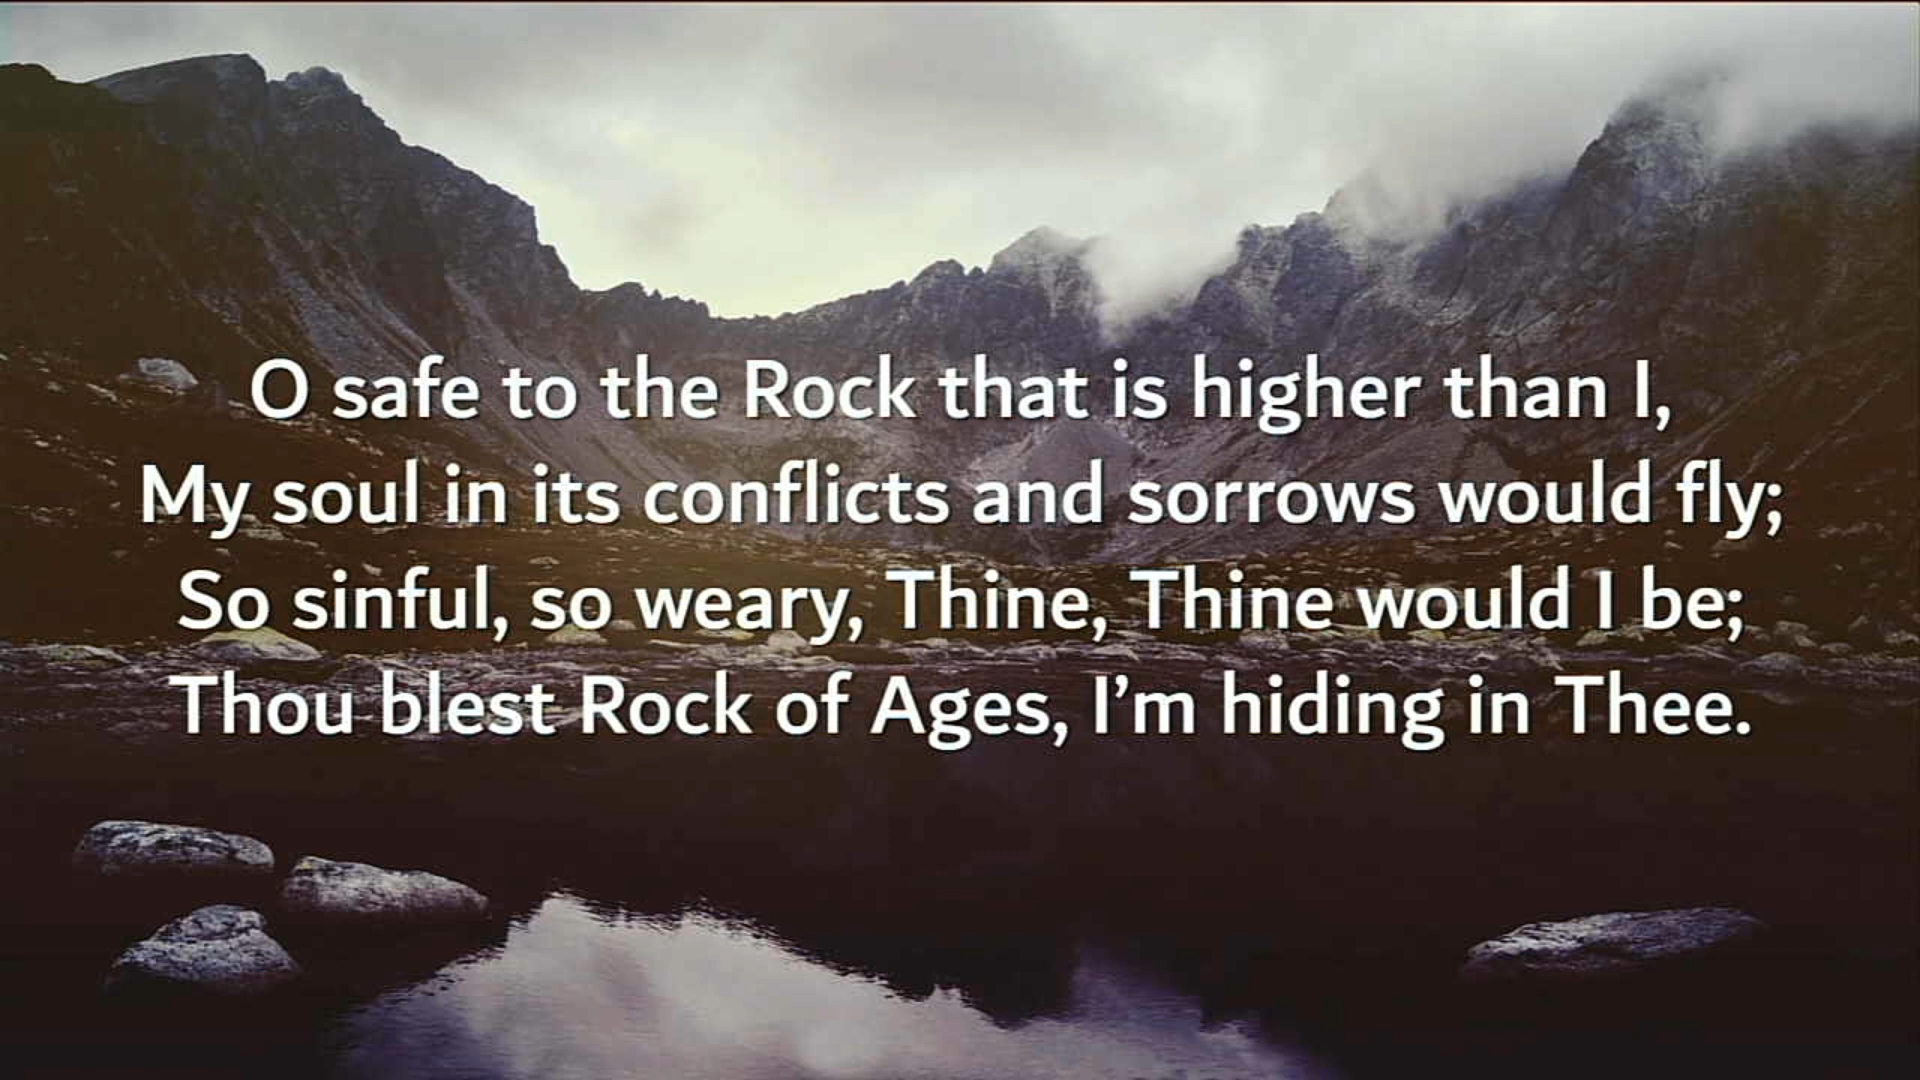 O safe to the Rock that is higher than I,
My soul in its conflicts and sorrows would fly;
So sinful, so weary, Thine, Thine would I be;
Thou blest Rock of Ages, I’m hiding in Thee.